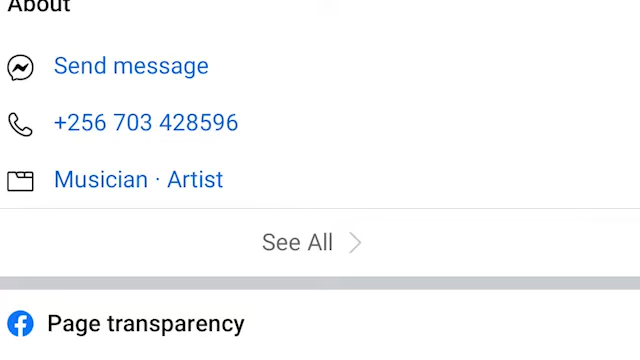 About
Send message
+256 703 428596
Musician · Artist
See All
Page transparency